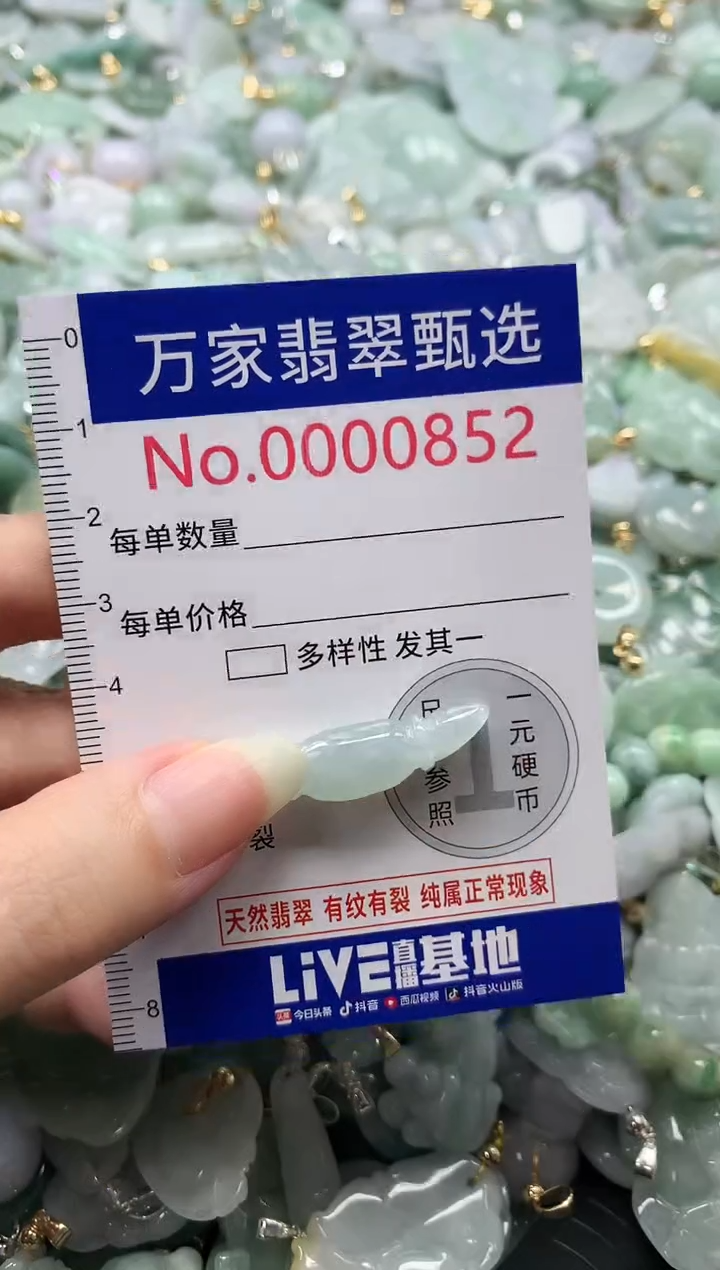 万家翡翠甄选
No.0000852
0
1
2
3
4
8
每单数量
每单价格
多样性 发其一
一元硬币
1
参照
裂
天然翡翠 有纹有裂 纯属正常现象
LiVE直播基地
头条 今日头条 抖音 西瓜视频 抖音火山版